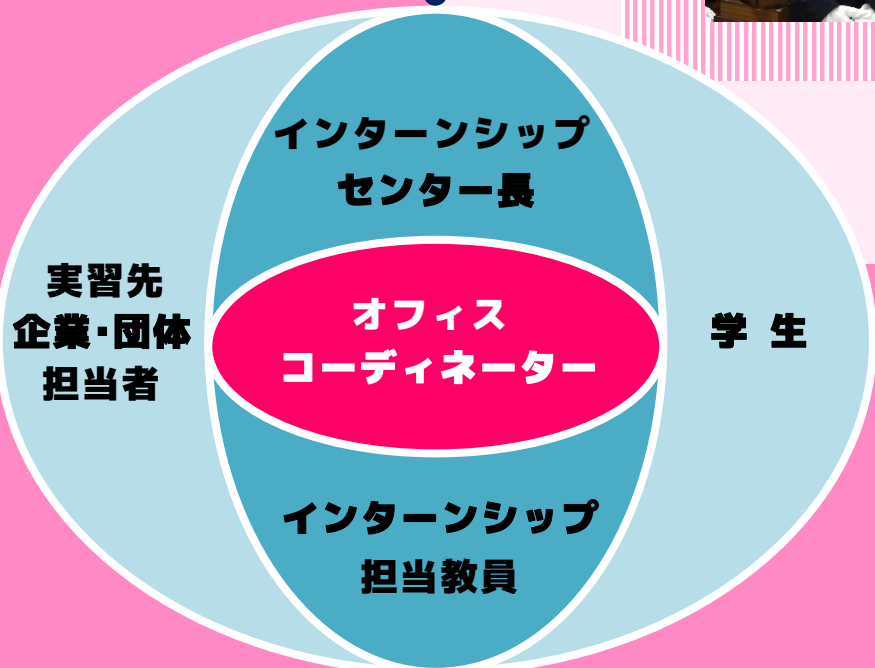 インターンシップ
センター長
実習先
企業・団体
担当者
オフィス
コーディネーター
学 生
インターンシップ
担当教員